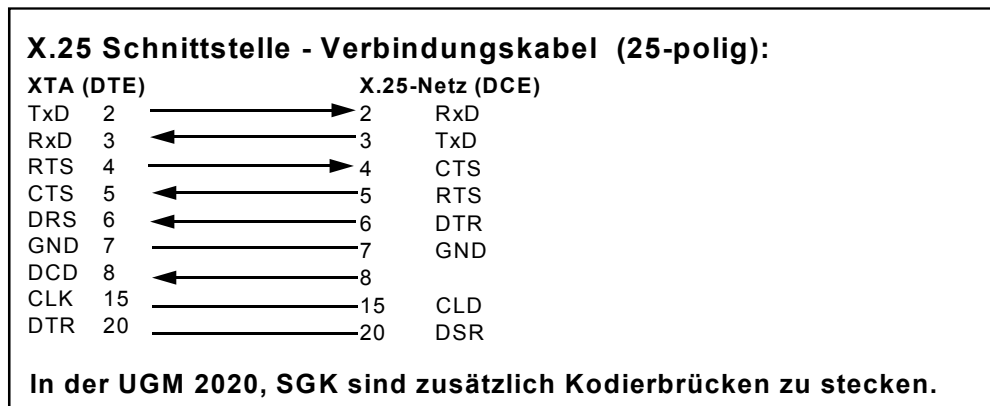 X.25 Schnittstelle - Verbindungskabel (25-polig):
XTA (DTE) X.25-Netz (DCE)
TxD 2 2 RxD
RxD 3 3 TxD
RTS 4 4 CTS
CTS 5 5 RTS
DRS 6 6 DTR
GND 7 7 GND
DCD 8 8
CLK 15 15 CLD
DTR 20 20 DSR
In der UGM 2020, SGK sind zusätzlich Kodierbrücken zu stecken.